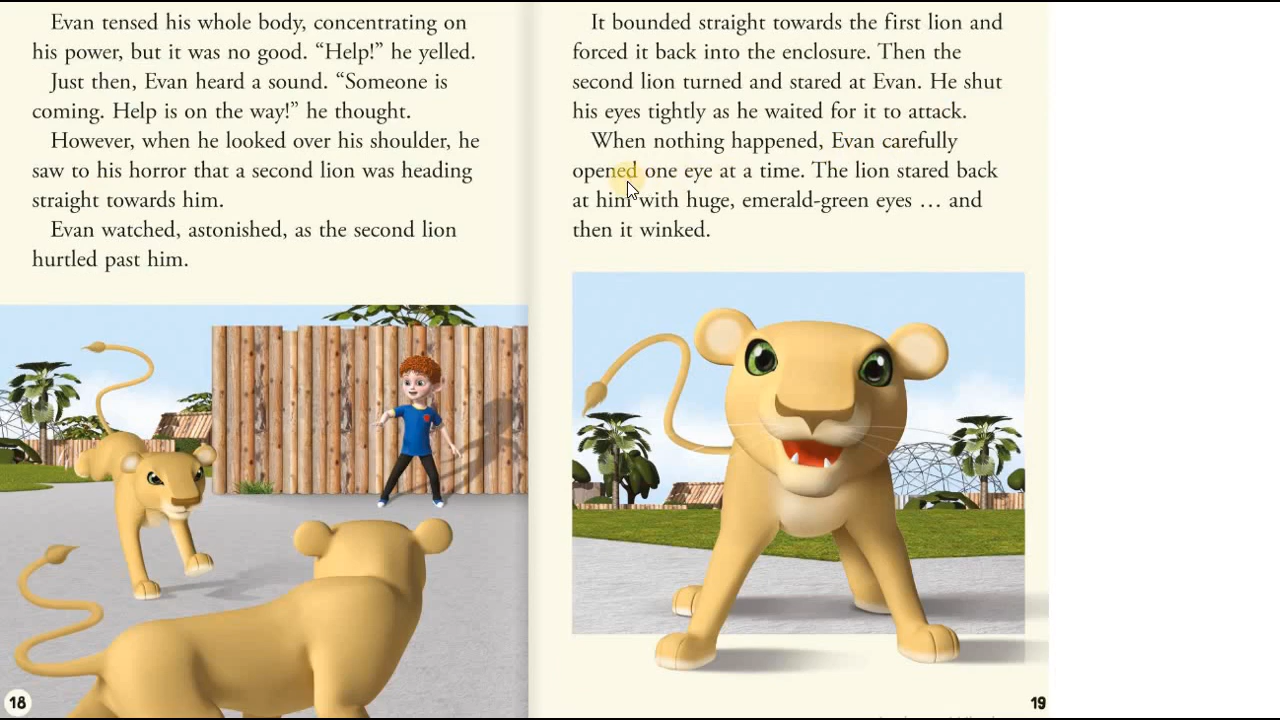 Evan tensed his whole body, concentrating on
his power, but it was no good. “Help!” he yelled.
Just then, Evan heard a sound. “Someone is
coming. Help is on the way!” he thought.
However, when he looked over his shoulder, he
saw to his horror that a second lion was heading
straight towards him.
Evan watched, astonished, as the second lion
hurtled past him.
18
It bounded straight towards the first lion and
forced it back into the enclosure. Then the
second lion turned and stared at Evan. He shut
his eyes tightly as he waited for it to attack.
When nothing happened, Evan carefully
opened one eye at a time. The lion stared back
at him with huge, emerald-green eyes … and
then it winked.
19